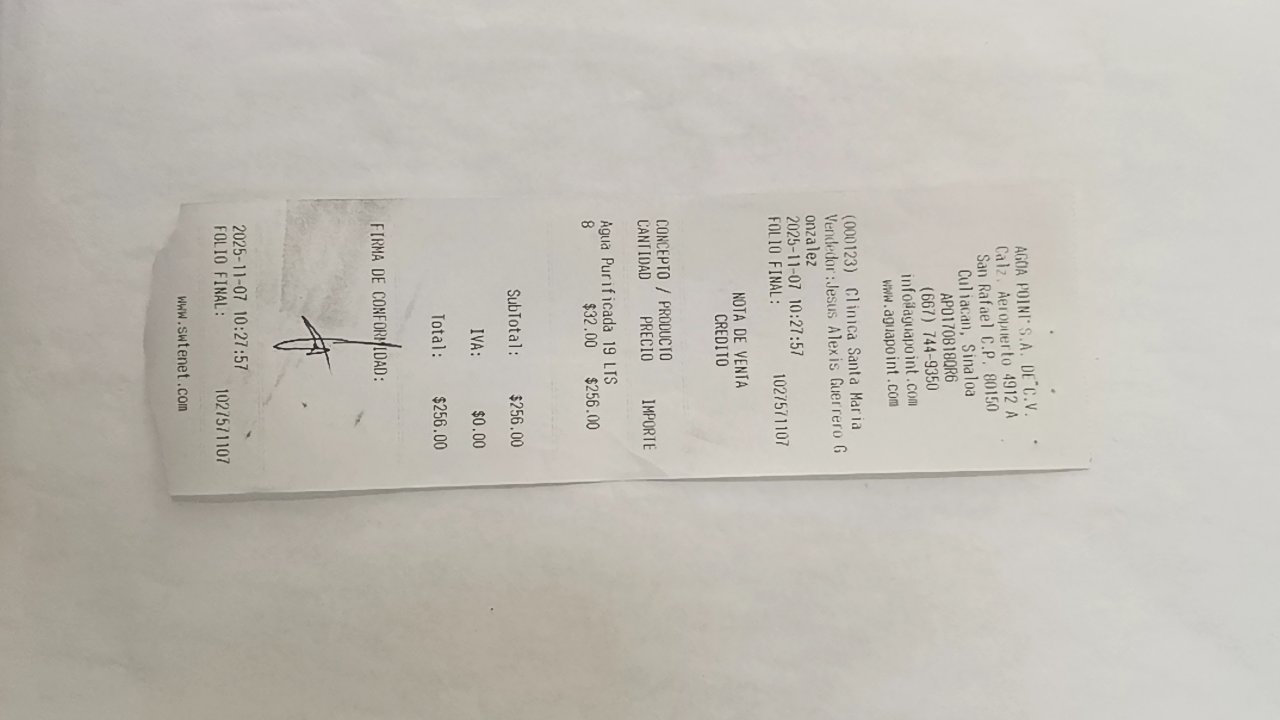 AGUA POINT S.A. DE C.V.
Calz. Aeropuerto 4912 A
San Rafael C.P. 80150
Culiacan, Sinaloa
APO170818QR6
(667) 744-9350
info@aguapoint.com
www.aguapoint.com
(000123) Clinica Santa Maria
Vendedor:Jesus Alexis Guerrero G
onzalez
2025-11-07 10:27:57
FOLIO FINAL: 1027571107
NOTA DE VENTA
CREDITO
CONCEPTO / PRODUCTO
CANTIDAD PRECIO IMPORTE
Agua Purificada 19 LTS
8 $32.00 $256.00
SubTotal: $256.00
IVA: $0.00
Total: $256.00
FIRMA DE CONFORMIDAD:
2025-11-07 10:27:57
FOLIO FINAL: 1027571107
www.swtenet.com